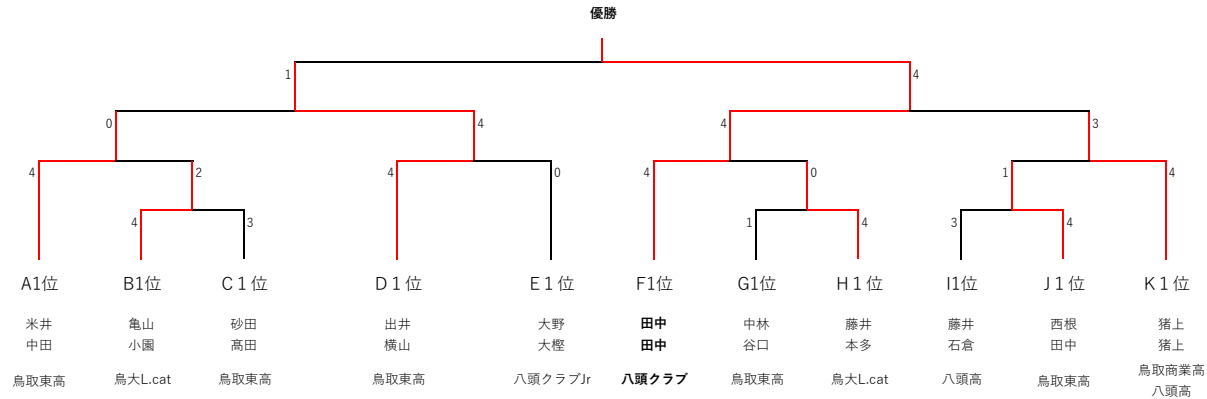 優勝
1
4
0
4
4
3
4
2
4
0
4
0
1
4
4
3
1
4
3
4
A1位
B1位
C１位
D１位
E１位
F1位
G1位
H１位
I1位
J１位
K１位
米井
亀山
砂田
出井
大野
田中
中林
藤井
藤井
西根
猪上
中田
小園
髙田
横山
大樫
田中
谷口
本多
石倉
田中
猪上
鳥取東高
鳥大L.cat
鳥取東高
鳥取東高
八頭クラブJr
八頭クラブ
鳥取東高
鳥大L.cat
八頭高
鳥取東高
鳥取商業高
八頭高